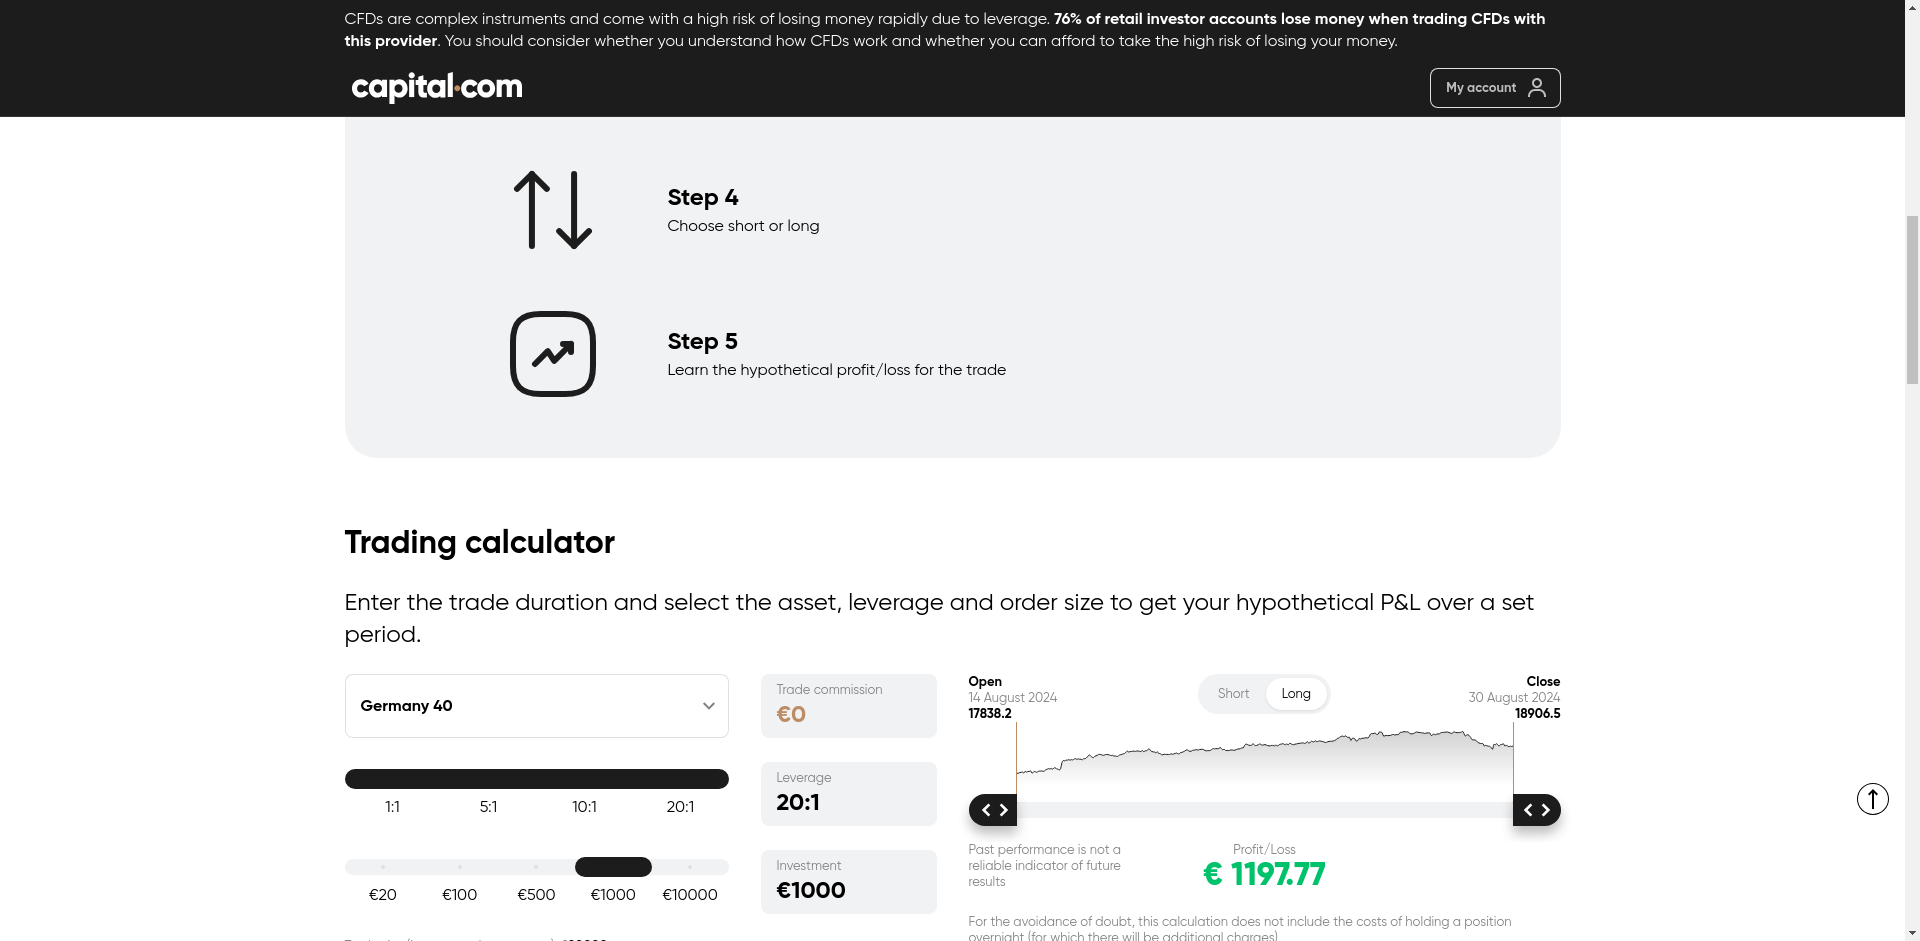 CFDs are complex instruments and come with a high risk of losing money rapidly due to leverage. 76% of retail investor accounts lose money when trading CFDs with
this provider. You should consider whether you understand how CFDs work and whether you can afford to take the high risk of losing your money.
capital.com
My account
Step 4
Choose short or long
Step 5
Learn the hypothetical profit/loss for the trade
Trading calculator
Enter the trade duration and select the asset, leverage and order size to get your hypothetical P&L over a set
period.
Germany 40
1:1 5:1 10:1 20:1
€20 €100 €500 €1000 €10000
Trade commission
€0
Leverage
20:1
Investment
€1000
Open
14 August 2024
17838.2
Short Long
Close
30 August 2024
18906.5
Past performance is not a
reliable indicator of future
results
Profit/Loss
€ 1197.77
For the avoidance of doubt, this calculation does not include the costs of holding a position
overnight (for which there will be additional charges)